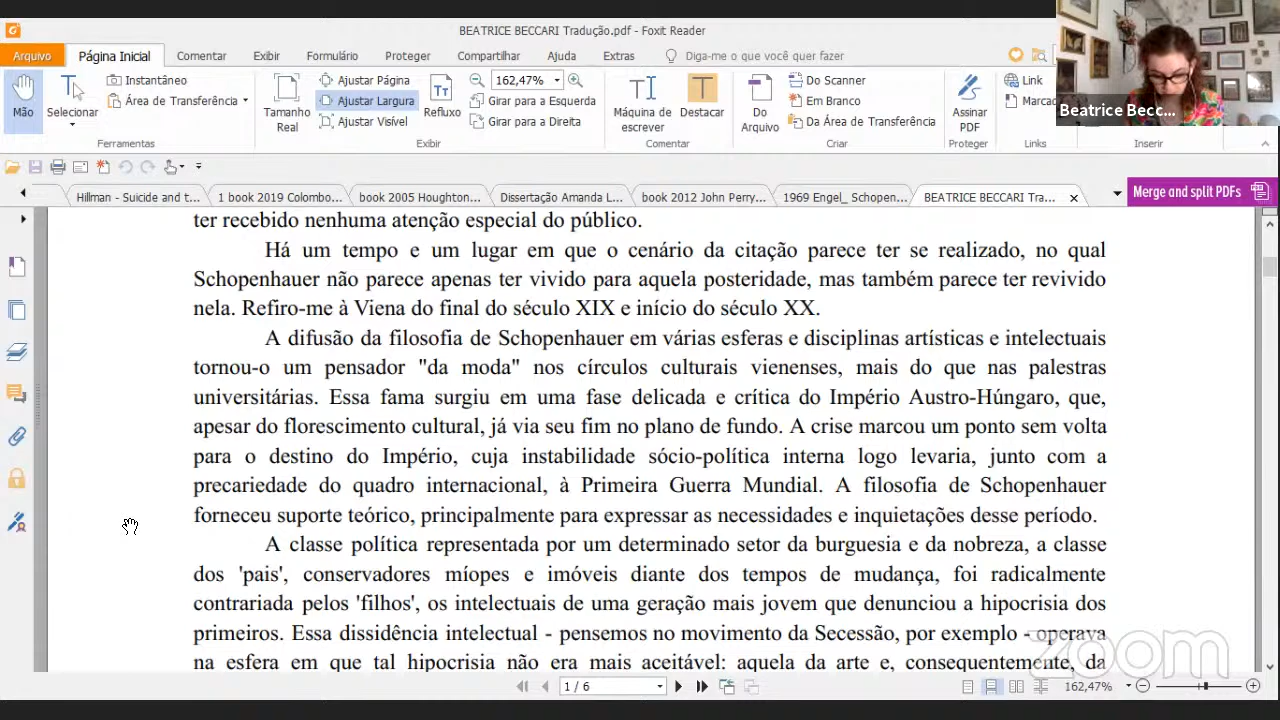 BEATRICE BECCARI Tradução.pdf - Foxit Reader
Arquivo Página Inicial Comentar Exibir Formulário Proteger Compartilhar Ajuda Extras Diga-me o que você quer fazer
Mão
Selecionar
Instantâneo
Área de Transferência
Ferramentas
Tamanho Real
Ajustar Página
Ajustar Largura
Ajustar Visível
Refluxo
162,47%
Girar para a Esquerda
Girar para a Direita
Exibir
Máquina de escrever
Destacar
Comentar
Do Arquivo
Do Scanner
Em Branco
Da Área de Transferência
Criar
Assinar PDF
Proteger
Link
Marcad
Links
Inserir
Beatrice Becc...
Hillman - Suicide and t... 1 book 2019 Colombo... book 2005 Houghton... Dissertação Amanda L... book 2012 John Perry... 1969 Engel_ Schopen... BEATRICE BECCARI Tra... Merge and split PDFs
ter recebido nenhuma atenção especial do público.
Há um tempo e um lugar em que o cenário da citação parece ter se realizado, no qual
Schopenhauer não parece apenas ter vivido para aquela posteridade, mas também parece ter revivido
nela. Refiro-me à Viena do final do século XIX e início do século XX.
A difusão da filosofia de Schopenhauer em várias esferas e disciplinas artísticas e intelectuais
tornou-o um pensador "da moda" nos círculos culturais vienenses, mais do que nas palestras
universitárias. Essa fama surgiu em uma fase delicada e crítica do Império Austro-Húngaro, que,
apesar do florescimento cultural, já via seu fim no plano de fundo. A crise marcou um ponto sem volta
para o destino do Império, cuja instabilidade sócio-política interna logo levaria, junto com a
precariedade do quadro internacional, à Primeira Guerra Mundial. A filosofia de Schopenhauer
forneceu suporte teórico, principalmente para expressar as necessidades e inquietações desse período.
A classe política representada por um determinado setor da burguesia e da nobreza, a classe
dos 'pais', conservadores míopes e imóveis diante dos tempos de mudança, foi radicalmente
contrariada pelos 'filhos', os intelectuais de uma geração mais jovem que denunciou a hipocrisia dos
primeiros. Essa dissidência intelectual - pensemos no movimento da Secessão, por exemplo - operava
na esfera em que tal hipocrisia não era mais aceitável: aquela da arte e, consequentemente, da
zoom
1 / 6
162,47%